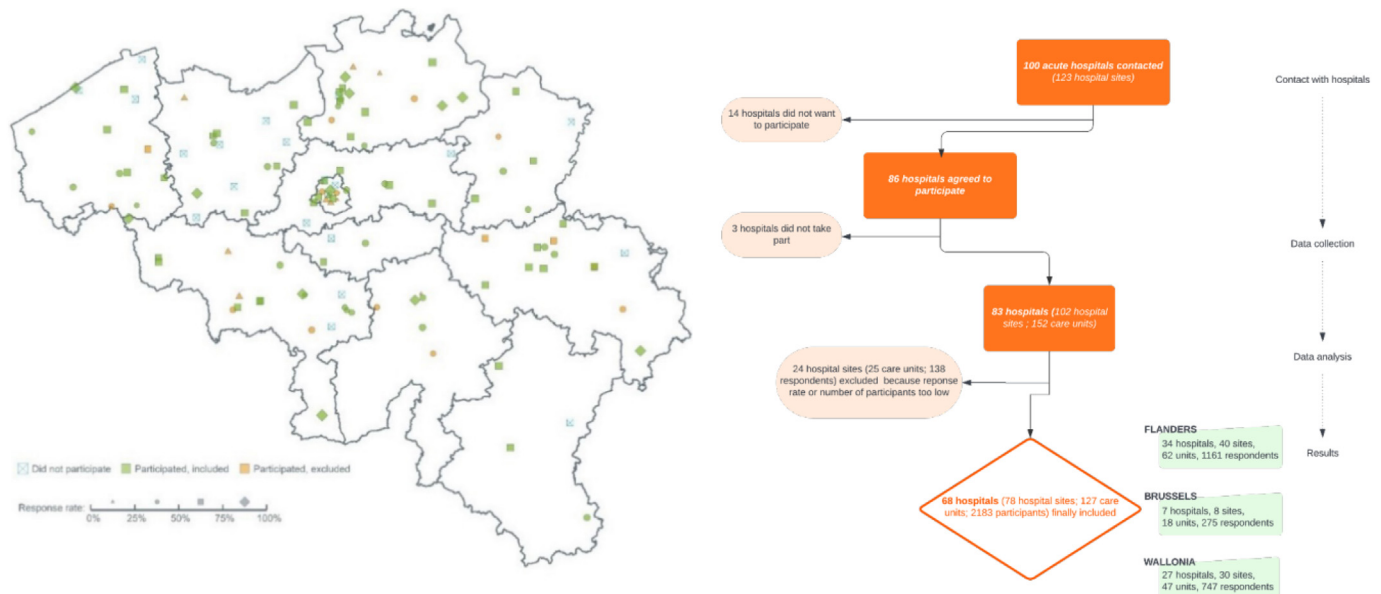 Did not participate
Participated, included
Participated, excluded
Response rate:
0%
25%
50%
75%
100%
100 acute hospitals contacted
(123 hospital sites)
Contact with hospitals
14 hospitals did not want
to participate
86 hospitals agreed to
participate
3 hospitals did not take
part
Data collection
83 hospitals (102 hospital
sites ; 152 care units)
Data analysis
24 hospital sites (25 care units; 138
respondents) excluded because reponse
rate or number of participants too low
FLANDERS
34 hospitals, 40 sites,
62 units, 1161 respondents
Results
68 hospitals (78 hospital sites; 127 care
units; 2183 participants) finally included
BRUSSELS
7 hospitals, 8 sites,
18 units, 275 respondents
WALLONIA
27 hospitals, 30 sites,
47 units, 747 respondents